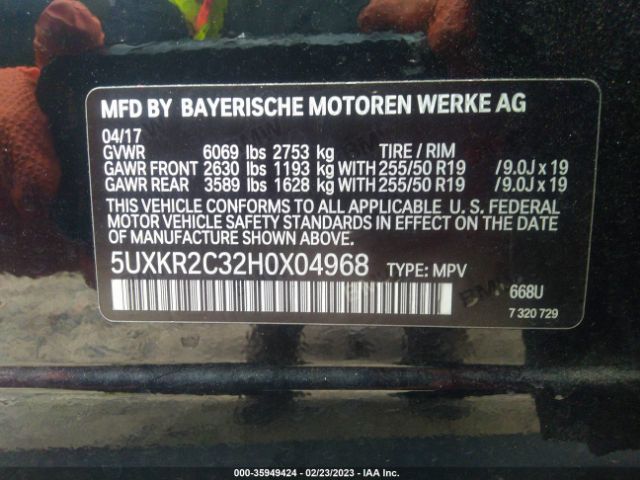 MFD BY BAYERISCHE MOTOREN WERKE AG
04/17
GVWR 6069 lbs 2753 kg TIRE / RIM
GAWR FRONT 2630 lbs 1193 kg WITH 255/50 R19 /9.0J x 19
GAWR REAR 3589 lbs 1628 kg WITH 255/50 R19 /9.0J x 19
THIS VEHICLE CONFORMS TO ALL APPLICABLE U. S. FEDERAL
MOTOR VEHICLE SAFETY STANDARDS IN EFFECT ON THE DATE OF
MANUFACTURE SHOWN ABOVE.
5UXKR2C32H0X04968 TYPE: MPV
668U
7 320 729
000-35949424 - 02/23/2023 - IAA Inc.